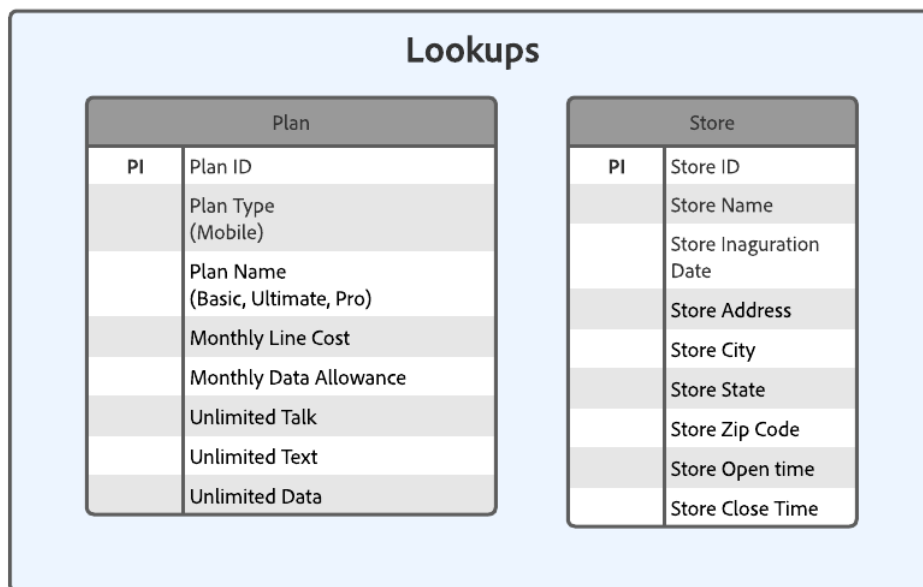 Lookups
Plan
PI
Plan ID
Plan Type
(Mobile)
Plan Name
(Basic, Ultimate, Pro)
Monthly Line Cost
Monthly Data Allowance
Unlimited Talk
Unlimited Text
Unlimited Data
Store
PI
Store ID
Store Name
Store Inaguration
Date
Store Address
Store City
Store State
Store Zip Code
Store Open time
Store Close Time